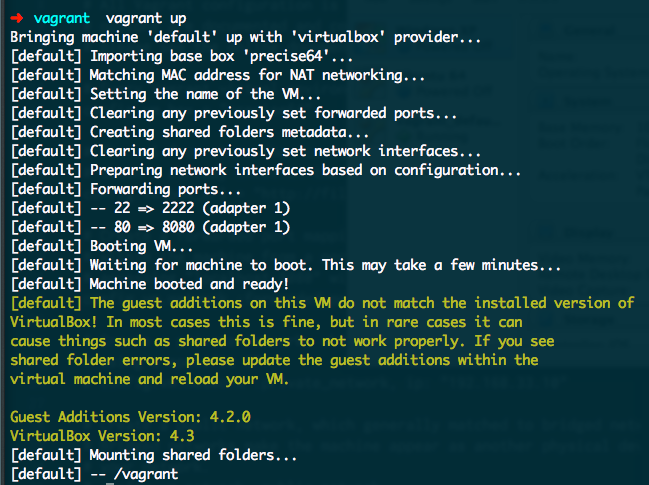 ➜ vagrant vagrant up
Bringing machine 'default' up with 'virtualbox' provider...
[default] Importing base box 'precise64'...
[default] Matching MAC address for NAT networking...
[default] Setting the name of the VM...
[default] Clearing any previously set forwarded ports...
[default] Creating shared folders metadata...
[default] Clearing any previously set network interfaces...
[default] Preparing network interfaces based on configuration...
[default] Forwarding ports...
[default] -- 22 => 2222 (adapter 1)
[default] -- 80 => 8080 (adapter 1)
[default] Booting VM...
[default] Waiting for machine to boot. This may take a few minutes...
[default] Machine booted and ready!
[default] The guest additions on this VM do not match the installed version of
VirtualBox! In most cases this is fine, but in rare cases it can
cause things such as shared folders to not work properly. If you see
shared folder errors, please update the guest additions within the
virtual machine and reload your VM.
Guest Additions Version: 4.2.0
VirtualBox Version: 4.3
[default] Mounting shared folders...
[default] -- /vagrant